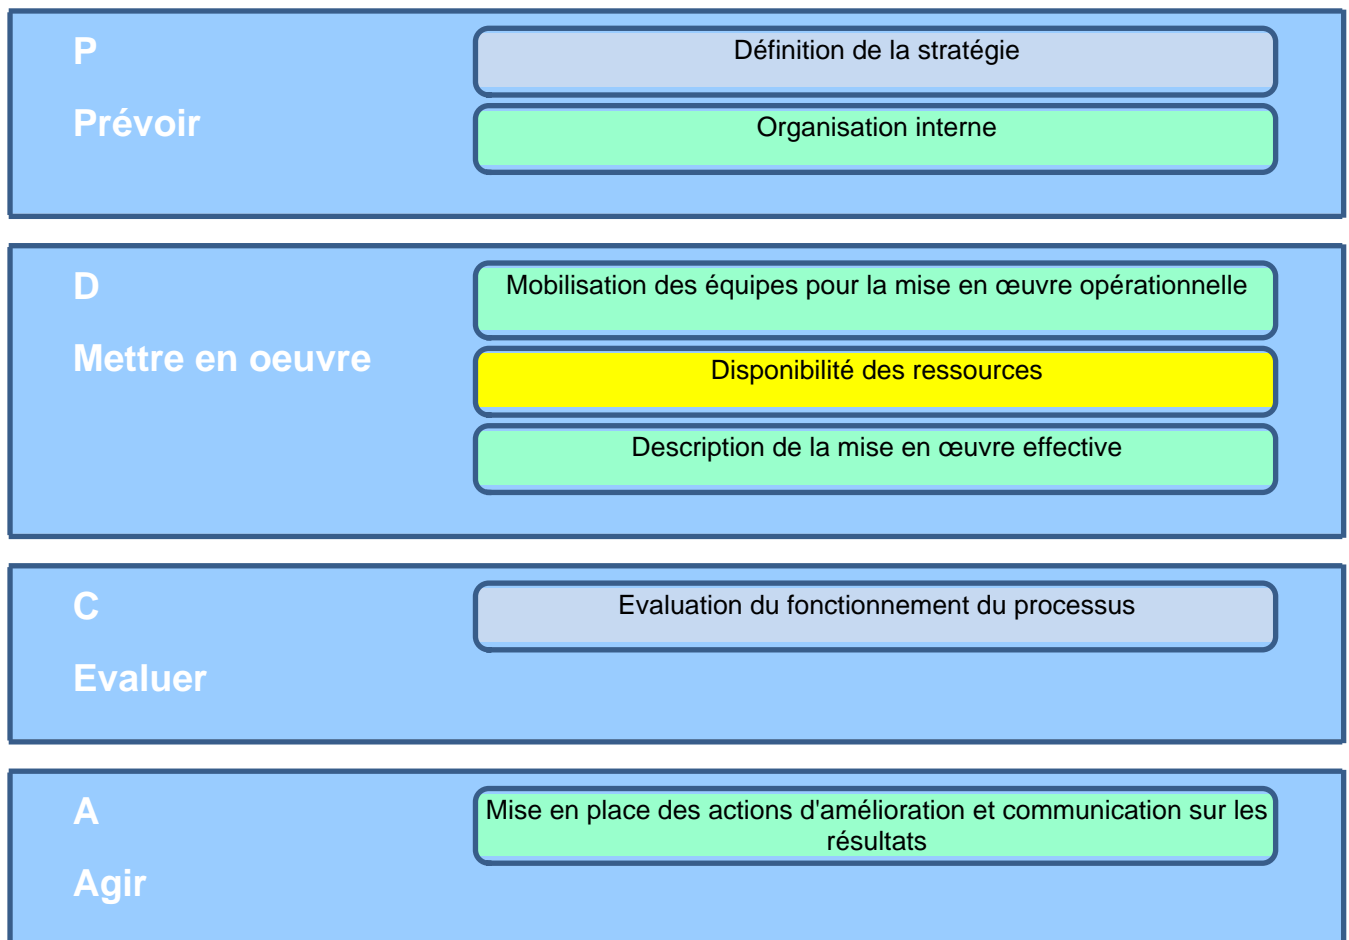 P
Prévoir
Définition de la stratégie
Organisation interne
D
Mettre en oeuvre
Mobilisation des équipes pour la mise en œuvre opérationnelle
Disponibilité des ressources
Description de la mise en œuvre effective
C
Evaluer
Evaluation du fonctionnement du processus
A
Agir
Mise en place des actions d'amélioration et communication sur les
résultats